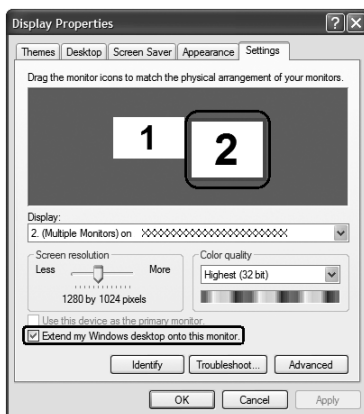 Display Properties
Themes Desktop Screen Saver Appearance Settings
Drag the monitor icons to match the physical arrangement of your monitors.
1 2
Display:
2. (Multiple Monitors) on XXXXXXXXXXXXXXXXXXXXXXXX
Screen resolution
Less More
1280 by 1024 pixels
Color quality
Highest (32 bit)
Use this device as the primary monitor.
Extend my Windows desktop onto this monitor.
Identify Troubleshoot... Advanced
OK Cancel Apply